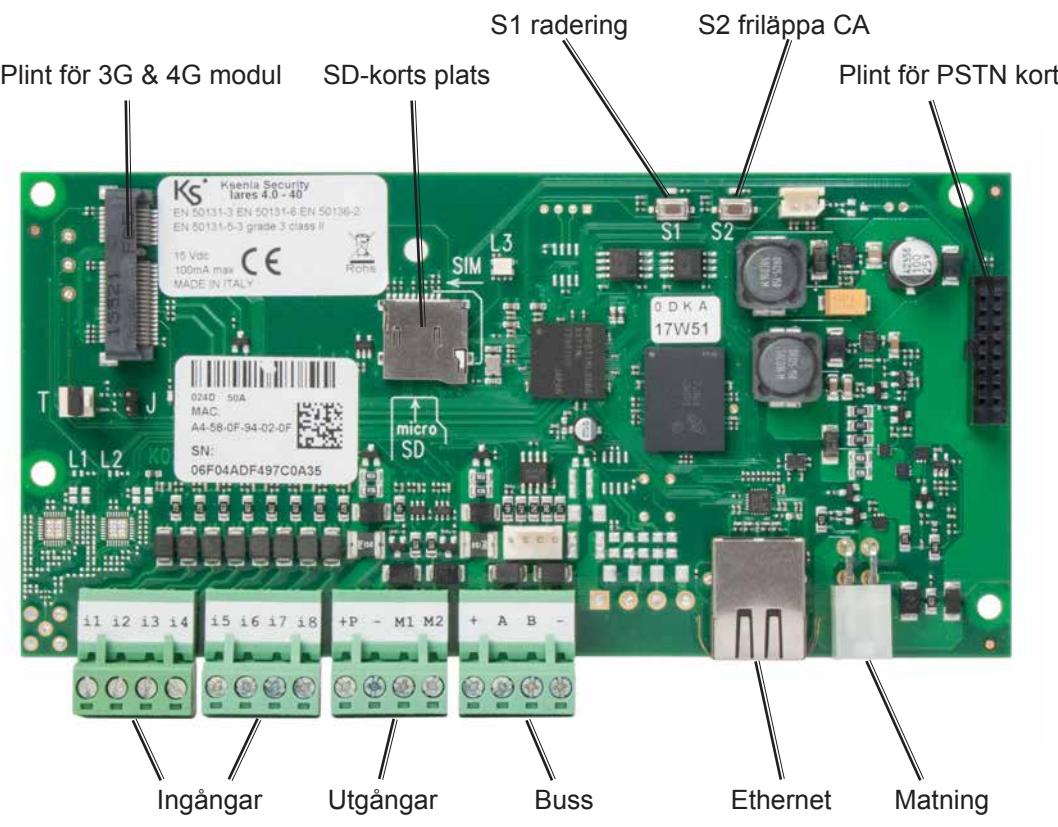 S1 radering
S2 friläppa CA
Plint för 3G & 4G modul
SD-korts plats
Plint för PSTN kort
Ks
Ksenia Security
lares 4.0 - 40
EN 50131-3 EN 50131-6 EN 50136-2
EN 50131-5-3 grade 3 class II
15 Vdc
100mA max
CE
MADE IN ITALY
Rohs
15521
SIM
L3
S1
S2
0 D K A
17W51
T
J
024D 50A
MAC:
A4-58-0F-94-02-0F
SN:
06F04ADF497C0A35
micro
SD
L1 L2
i1 i2 i3 i4
i5 i6 i7 i8
+P - M1 M2
+ A B -
Ingångar
Utgångar
Buss
Ethernet
Matning